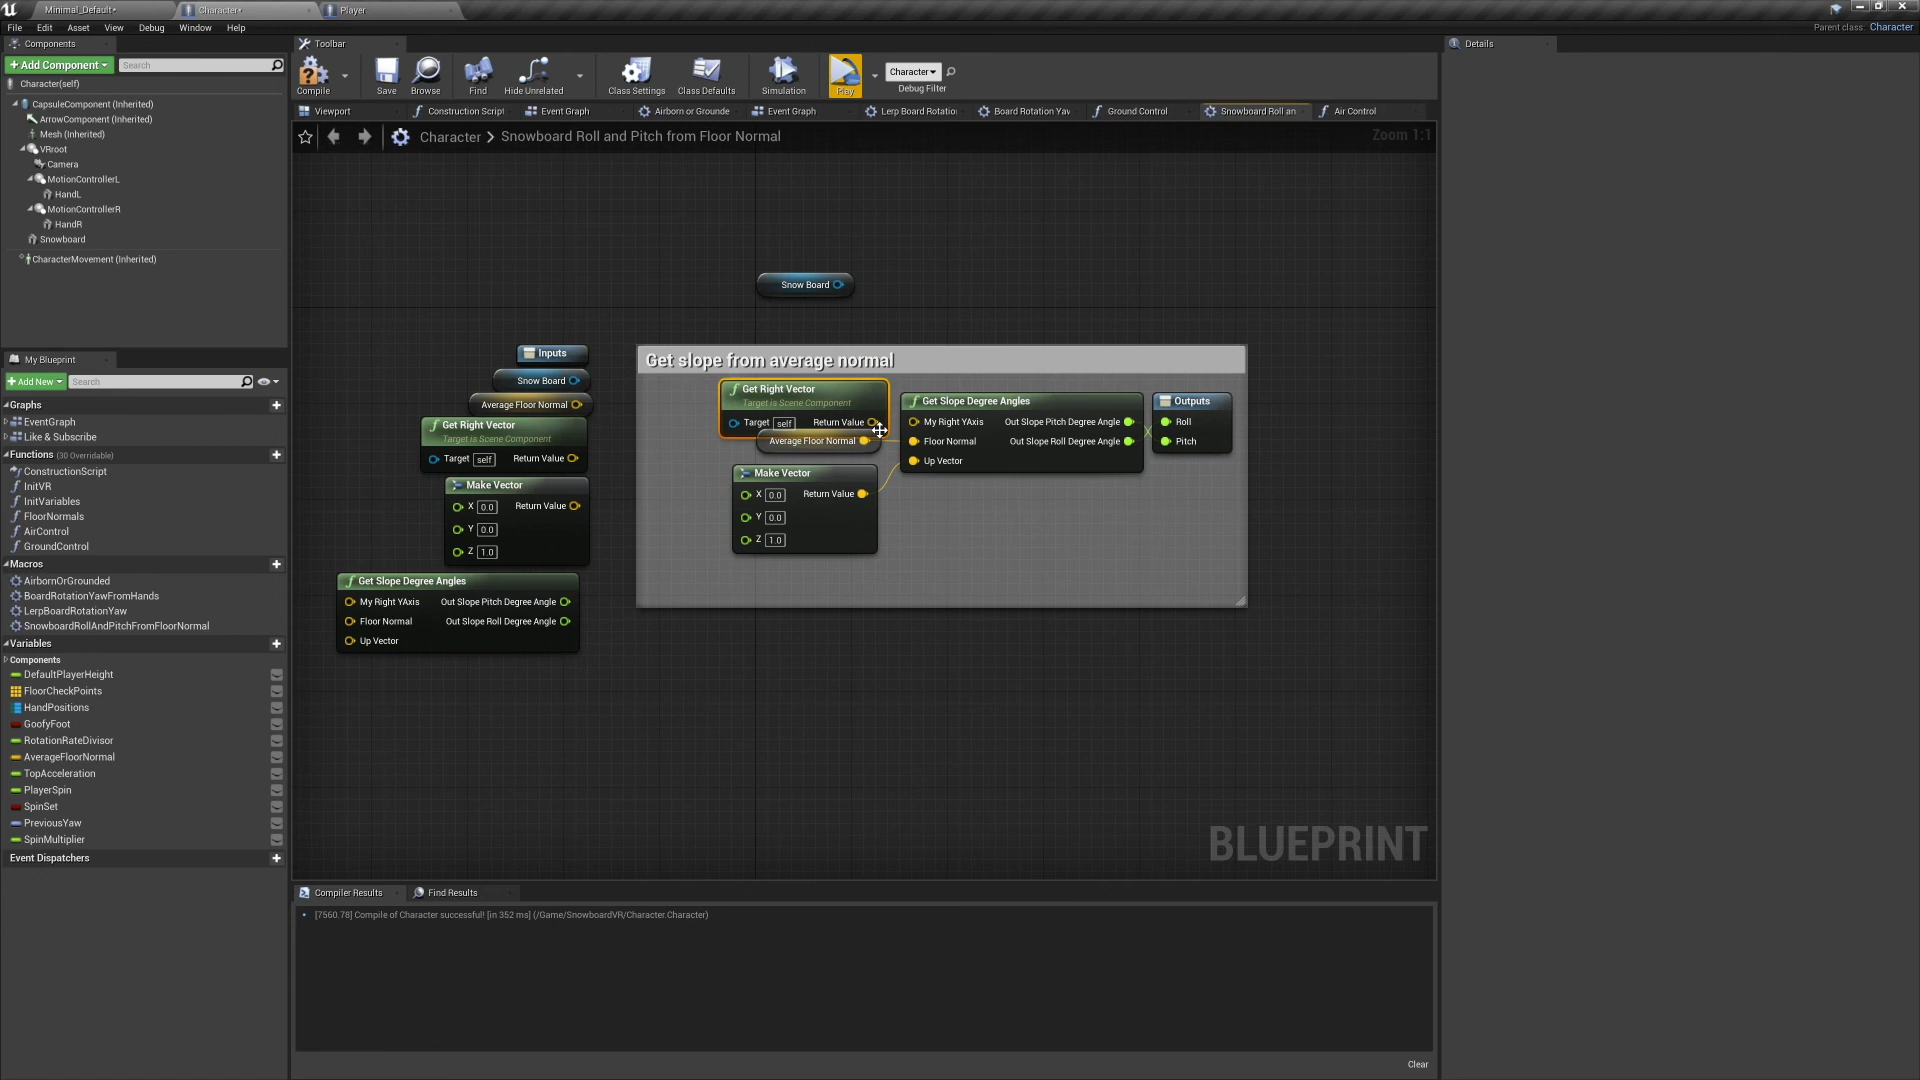 Minimal_Default*
Character*
Player
File Edit Asset View Debug Window Help
Parent class: Character
Components
+ Add Component
Search
Character(self)
CapsuleComponent (Inherited)
ArrowComponent (Inherited)
Mesh (Inherited)
VRroot
Camera
MotionControllerL
HandL
MotionControllerR
HandR
Snowboard
CharacterMovement (Inherited)
My Blueprint
+ Add New
Search
Graphs
EventGraph
Like & Subscribe
Functions (30 Overridable)
ConstructionScript
InitVR
InitVariables
FloorNormals
AirControl
GroundControl
Macros
AirbornOrGrounded
BoardRotationYawFromHands
LerpBoardRotationYaw
SnowboardRollAndPitchFromFloorNormal
Variables
Components
DefaultPlayerHeight
FloorCheckPoints
HandPositions
GoofyFoot
RotationRateDivisor
AverageFloorNormal
TopAcceleration
PlayerSpin
SpinSet
PreviousYaw
SpinMultiplier
Event Dispatchers
Toolbar
Compile
Save
Browse
Find
Hide Unrelated
Class Settings
Class Defaults
Simulation
Play
Character
Debug Filter
Viewport
Construction Script
Event Graph
Airborn or Grounde
Event Graph
Lerp Board Rotatio
Board Rotation Yaw
Ground Control
Snowboard Roll an
Air Control
Character > Snowboard Roll and Pitch from Floor Normal
Zoom 1:1
Snow Board
Inputs
Snow Board
Average Floor Normal
Get Right Vector
Target is Scene Component
Target self Return Value
Make Vector
X 0.0 Return Value
Y 0.0
Z 1.0
Get Slope Degree Angles
My Right YAxis Out Slope Pitch Degree Angle
Floor Normal Out Slope Roll Degree Angle
Up Vector
Get slope from average normal
Get Right Vector
Target is Scene Component
Target self Return Value
Average Floor Normal
Make Vector
X 0.0 Return Value
Y 0.0
Z 1.0
Get Slope Degree Angles
My Right YAxis Out Slope Pitch Degree Angle
Floor Normal Out Slope Roll Degree Angle
Up Vector
Outputs
Roll
Pitch
BLUEPRINT
Compiler Results
Find Results
[7560.78] Compile of Character successful! [in 352 ms] (/Game/SnowboardVR/Character.Character)
Clear
Details